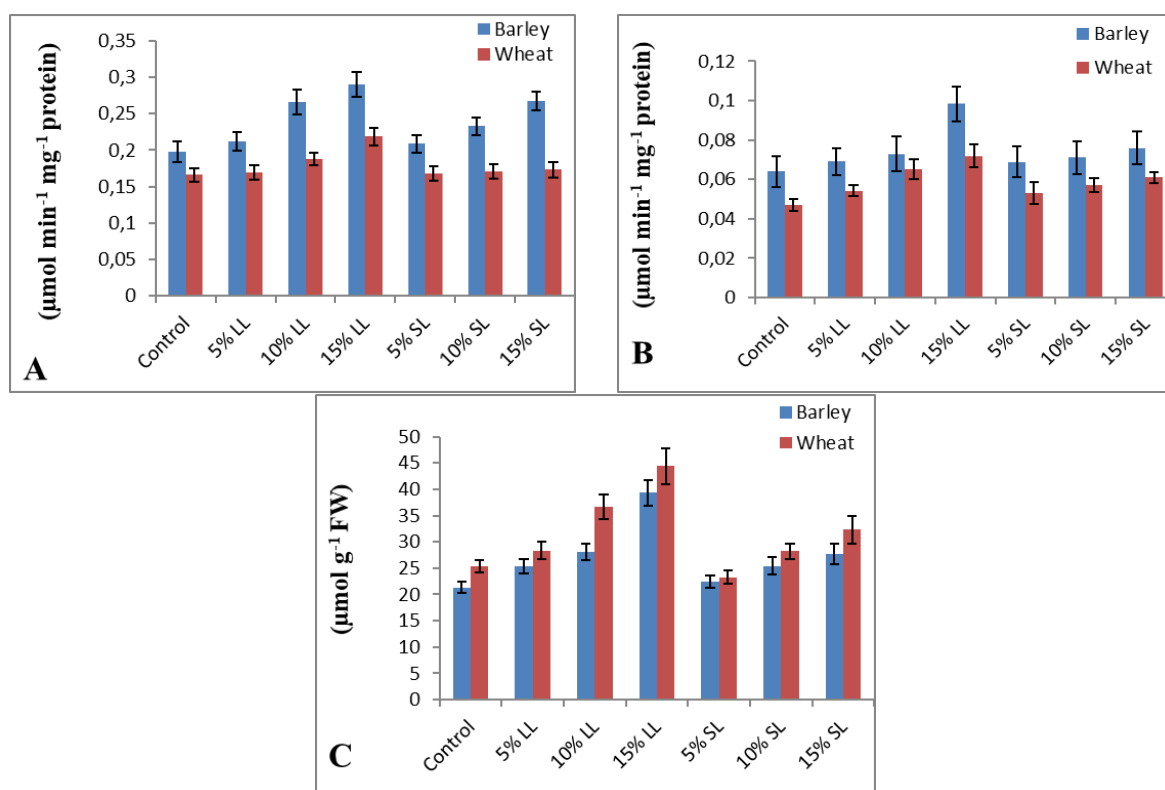 Barley
Wheat
(µmol min⁻¹ mg⁻¹ protein)
0,35
0,3
0,25
0,2
0,15
0,1
0,05
0
Control
5% LL
10% LL
15% LL
5% SL
10% SL
15% SL
A
Barley
Wheat
(µmol min⁻¹ mg⁻¹ protein)
0,12
0,1
0,08
0,06
0,04
0,02
0
Control
5% LL
10% LL
15% LL
5% SL
10% SL
15% SL
B
Barley
Wheat
(µmol g⁻¹ FW)
50
45
40
35
30
25
20
15
10
5
0
Control
5% LL
10% LL
15% LL
5% SL
10% SL
15% SL
C